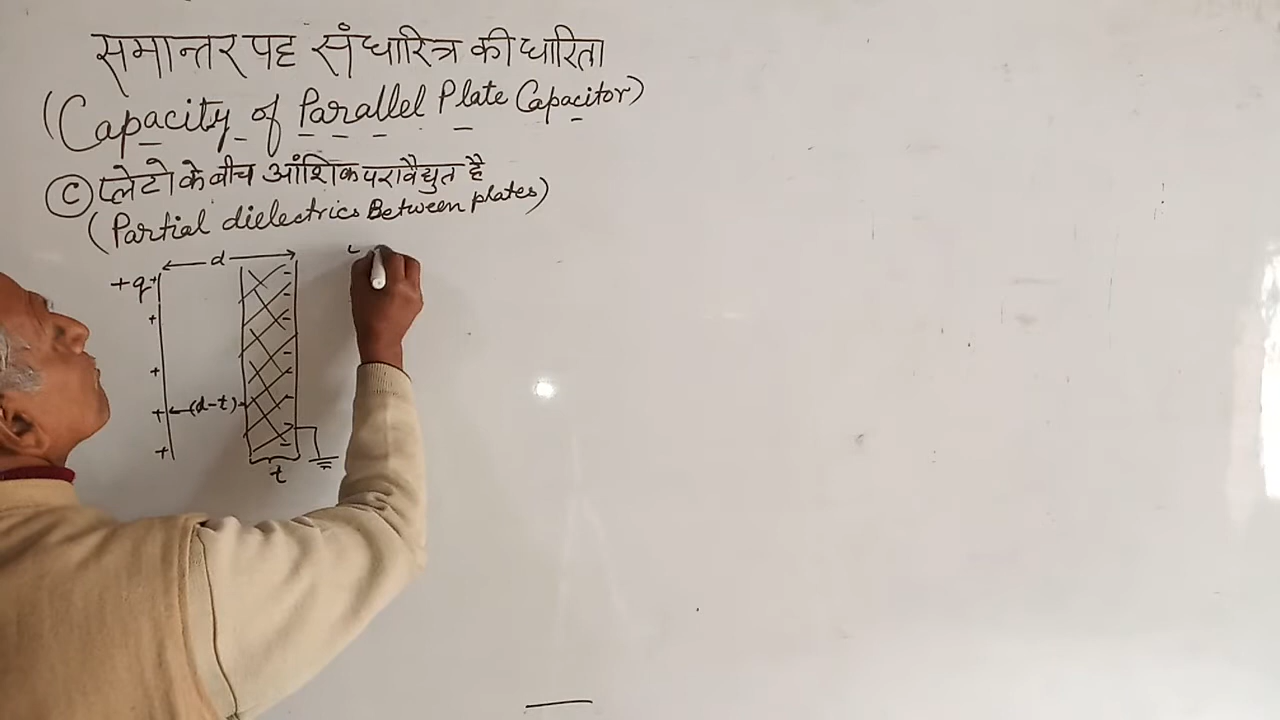 समान्तर पट्ट संधारित्र की धारिता
(Capacity of Parallel Plate Capacitor)
C प्लेटो के बीच आंशिक परावैद्युत है
(Partial dielectrics Between plates)
d
+q
(d-t)
t